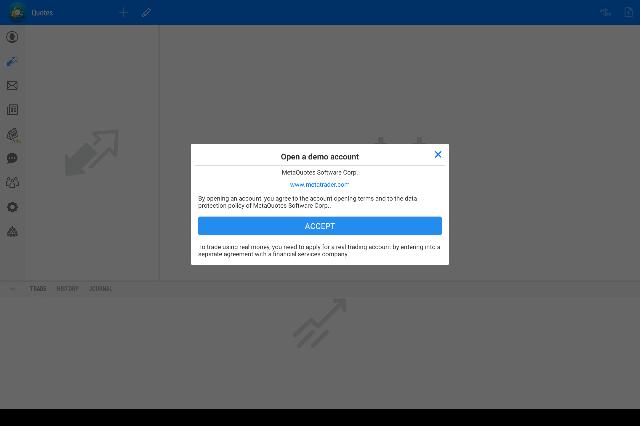 Quotes
Open a demo account
MetaQuotes Software Corp.
www.metatrader.com
By opening an account, you agree to the account opening terms and to the data
protection policy of MetaQuotes Software Corp..
ACCEPT
To trade using real money, you need to apply for a real trading account by entering into a
separate agreement with a financial services company.
TRADE HISTORY JOURNAL